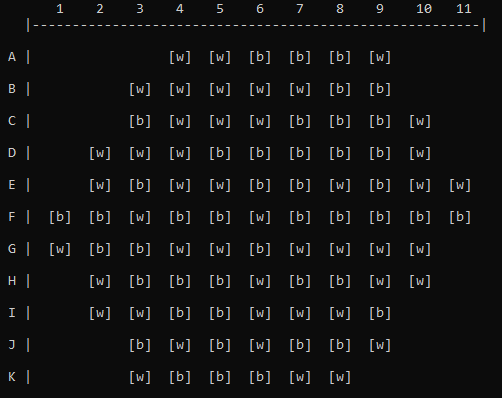 1 2 3 4 5 6 7 8 9 10 11
|---------------------------------------------------------|
A | [w] [w] [b] [b] [b] [w]
B | [w] [w] [w] [w] [w] [b] [b]
C | [b] [w] [w] [w] [b] [b] [b] [w]
D | [w] [w] [w] [b] [b] [b] [b] [b] [w]
E | [w] [b] [w] [w] [b] [b] [w] [b] [w] [w]
F | [b] [b] [w] [b] [b] [w] [b] [b] [b] [b] [b]
G | [w] [b] [b] [w] [w] [b] [w] [w] [w] [w]
H | [w] [b] [b] [b] [w] [b] [b] [w] [w]
I | [w] [w] [b] [b] [w] [w] [w] [b]
J | [b] [w] [b] [w] [b] [b] [w]
K | [w] [b] [b] [b] [w] [w]